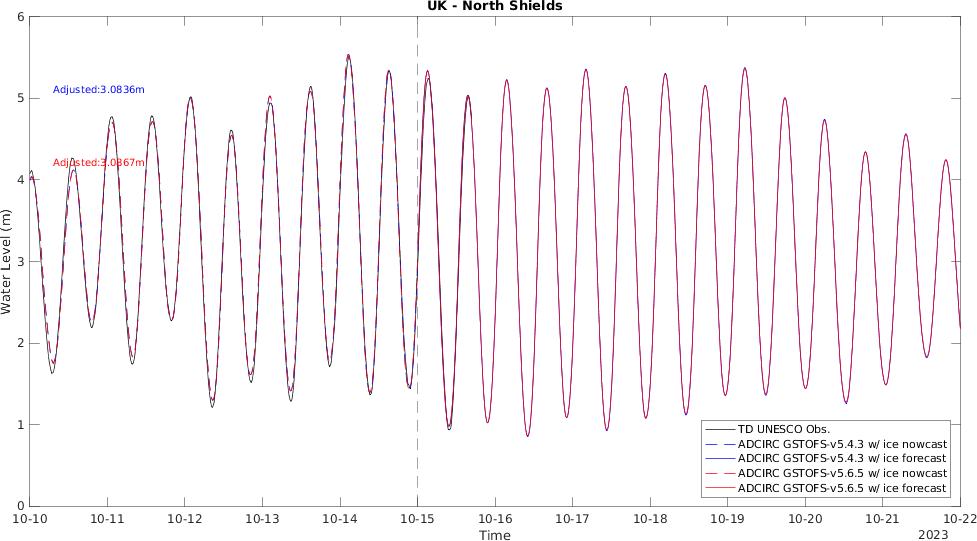 UK - North Shields
6
5
4
3
2
1
0
Water Level (m)
Adjusted:3.0836m
Adjusted:3.0367m
TD UNESCO Obs.
ADCIRC GSTOFS-v5.4.3 w/ ice nowcast
ADCIRC GSTOFS-v5.4.3 w/ ice forecast
ADCIRC GSTOFS-v5.6.5 w/ ice nowcast
ADCIRC GSTOFS-v5.6.5 w/ ice forecast
10-10 10-11 10-12 10-13 10-14 10-15 10-16 10-17 10-18 10-19 10-20 10-21 10-22
Time
2023